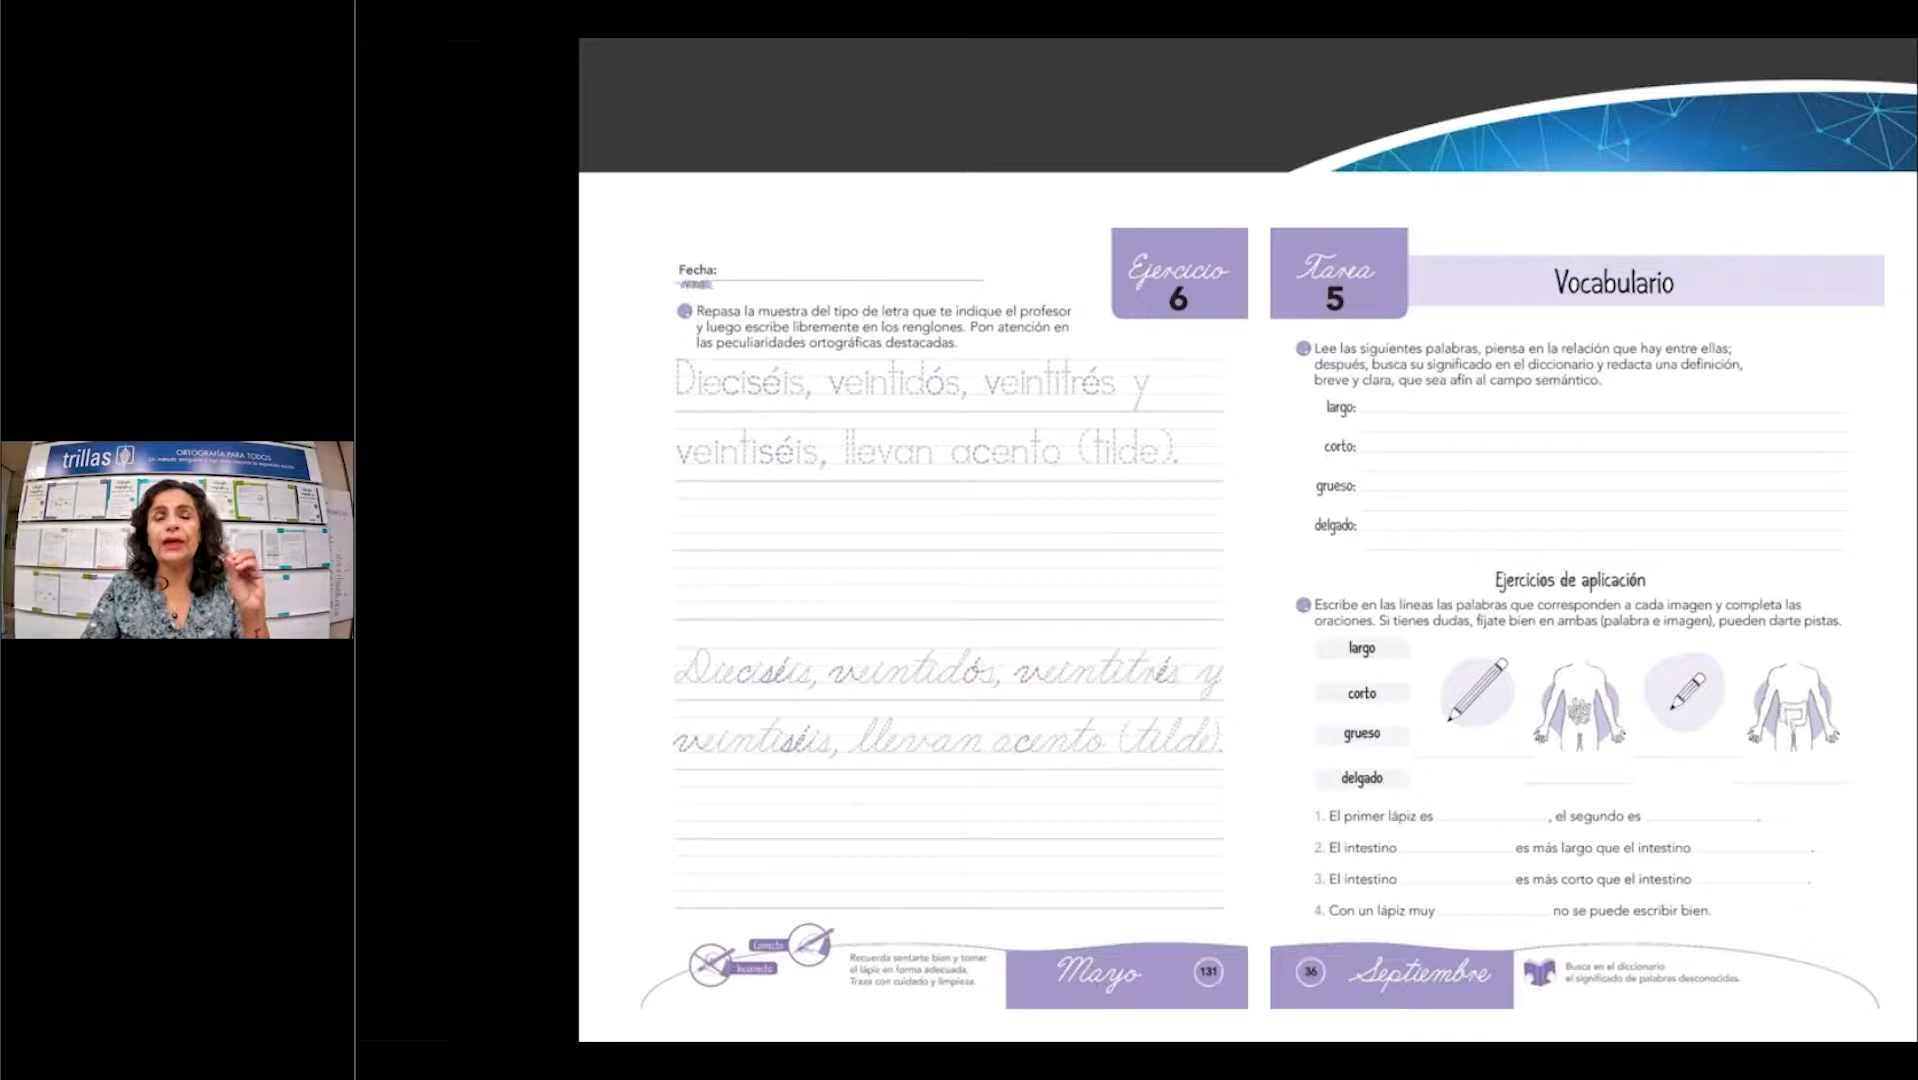 trillas
ORTOGRAFÍA PARA TODOS
Fecha:
Repasa la muestra del tipo de letra que te indique el profesor
y luego escribe libremente en los renglones. Pon atención en
las peculiaridades ortográficas destacadas.
Ejercicio
6
Dieciséis, veintidós, veintitrés y
veintiséis, llevan acento (tilde).
Dieciséis, veintidós, veintitrés y
veintiséis, llevan acento (tilde).
Correcto
Incorrecto
Recuerda sentarte bien y tomar
el lápiz en forma adecuada.
Traza con cuidado y limpieza.
Mayo
131
Tarea
5
Vocabulario
Lee las siguientes palabras, piensa en la relación que hay entre ellas;
después, busca su significado en el diccionario y redacta una definición,
breve y clara, que sea afín al campo semántico.
largo:
corto:
grueso:
delgado:
Ejercicios de aplicación
Escribe en las líneas las palabras que corresponden a cada imagen y completa las
oraciones. Si tienes dudas, fíjate bien en ambas (palabra e imagen), pueden darte pistas.
largo
corto
grueso
delgado
1. El primer lápiz es , el segundo es .
2. El intestino es más largo que el intestino .
3. El intestino es más corto que el intestino .
4. Con un lápiz muy no se puede escribir bien.
36
Septiembre
Busca en el diccionario
el significado de palabras desconocidas.